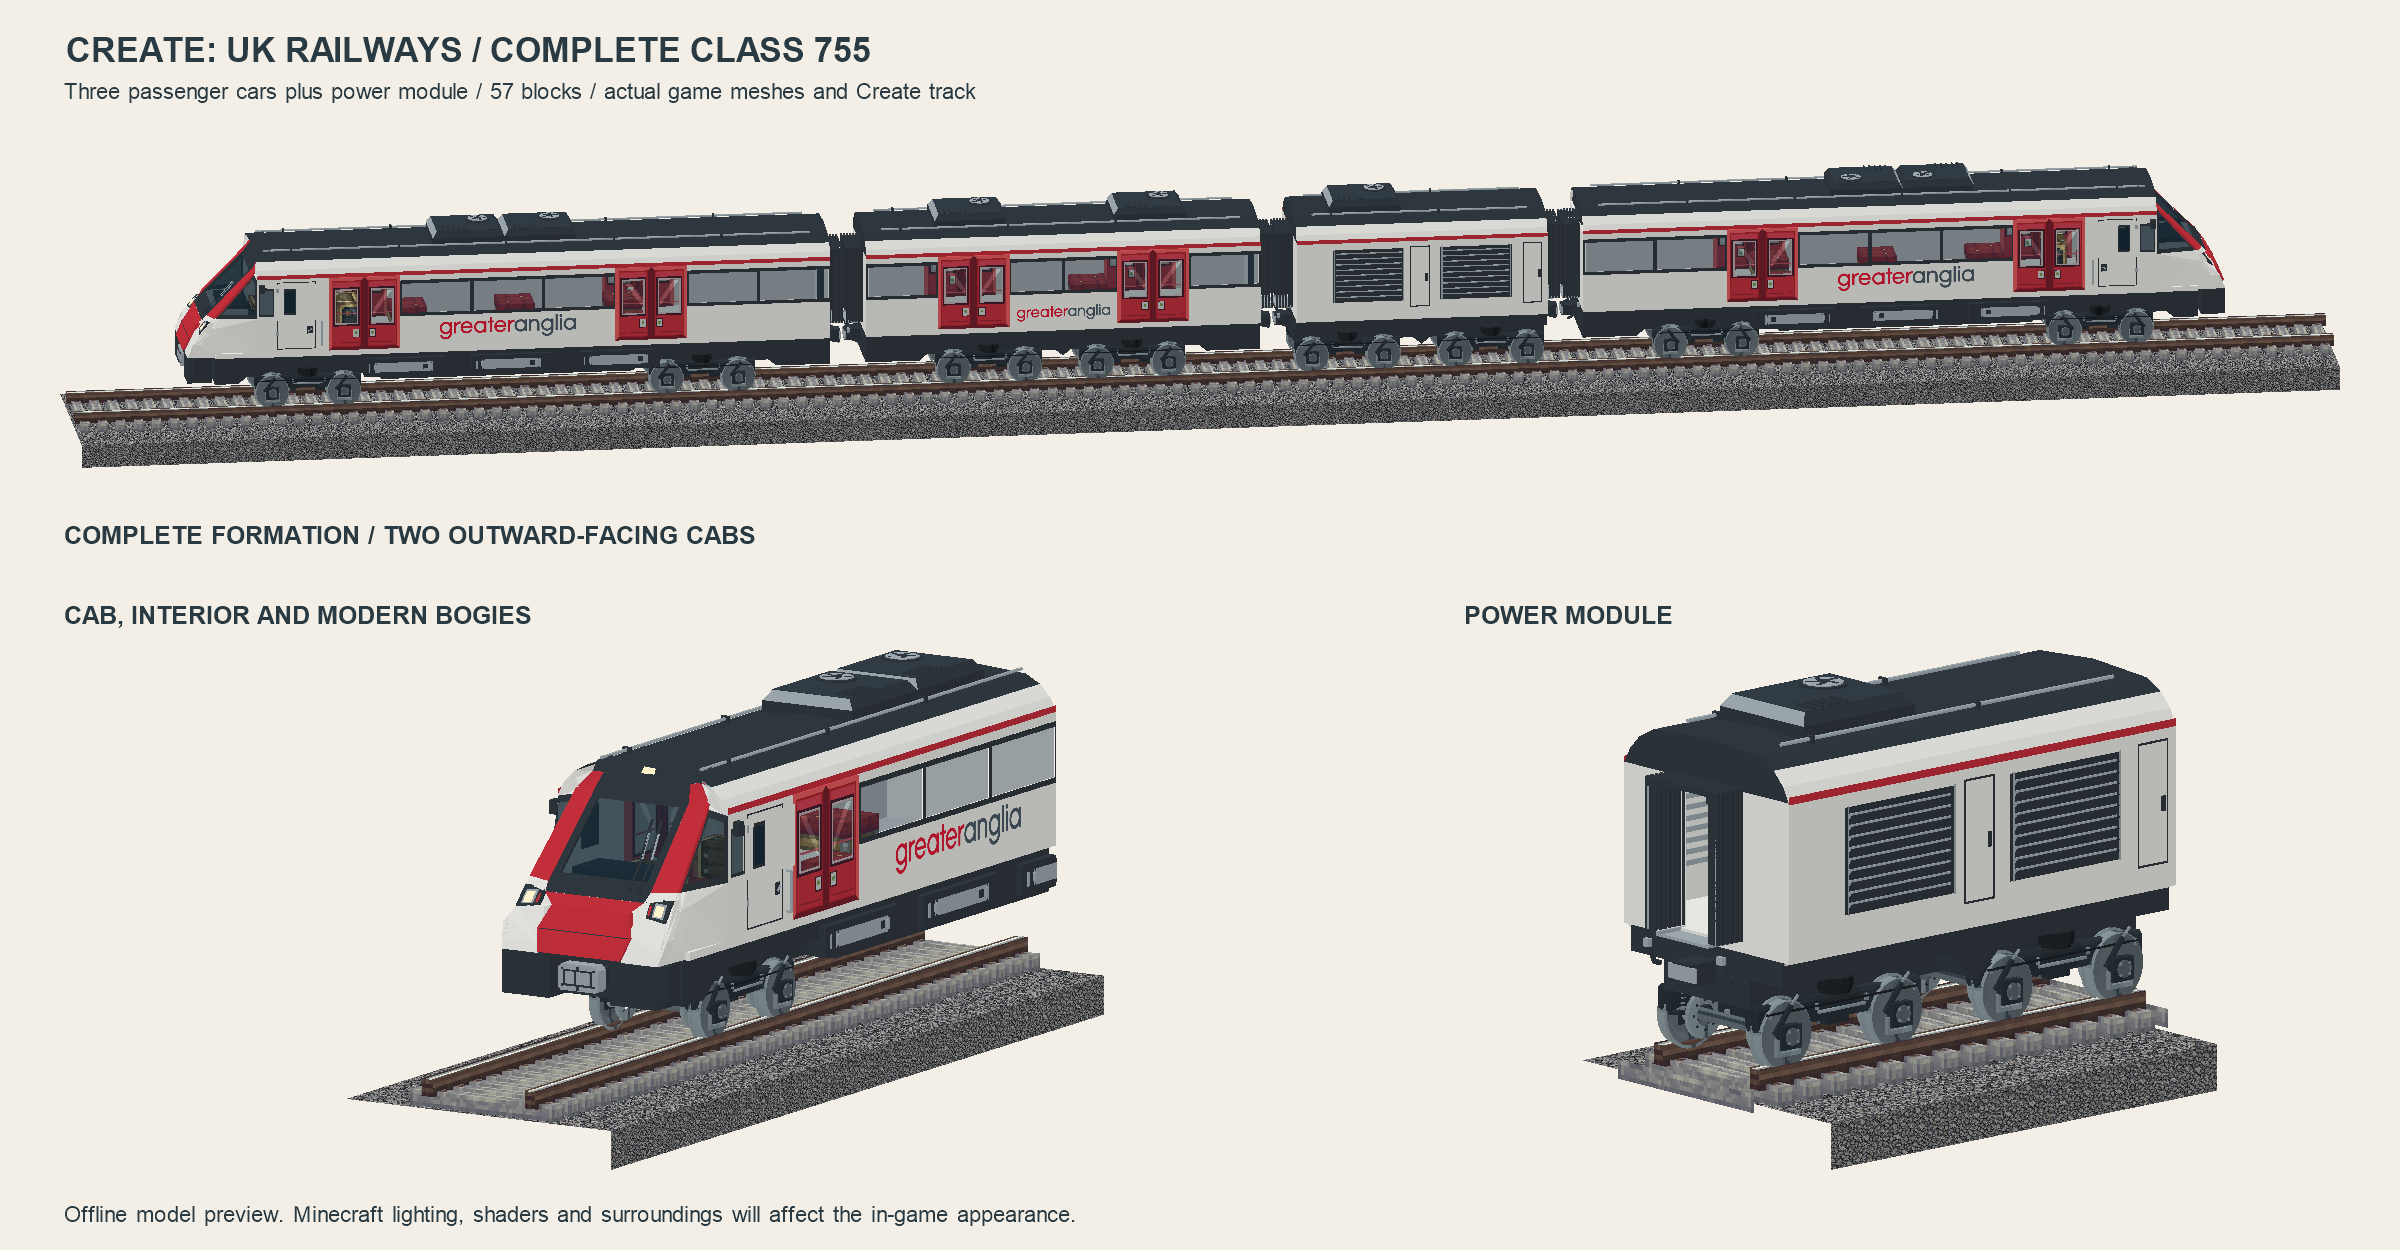 CREATE: UK RAILWAYS / COMPLETE CLASS 755
Three passenger cars plus power module / 57 blocks / actual game meshes and Create track
greateranglia
greateranglia
greateranglia
COMPLETE FORMATION / TWO OUTWARD-FACING CABS
CAB, INTERIOR AND MODERN BOGIES
POWER MODULE
greateranglia
Offline model preview. Minecraft lighting, shaders and surroundings will affect the in-game appearance.